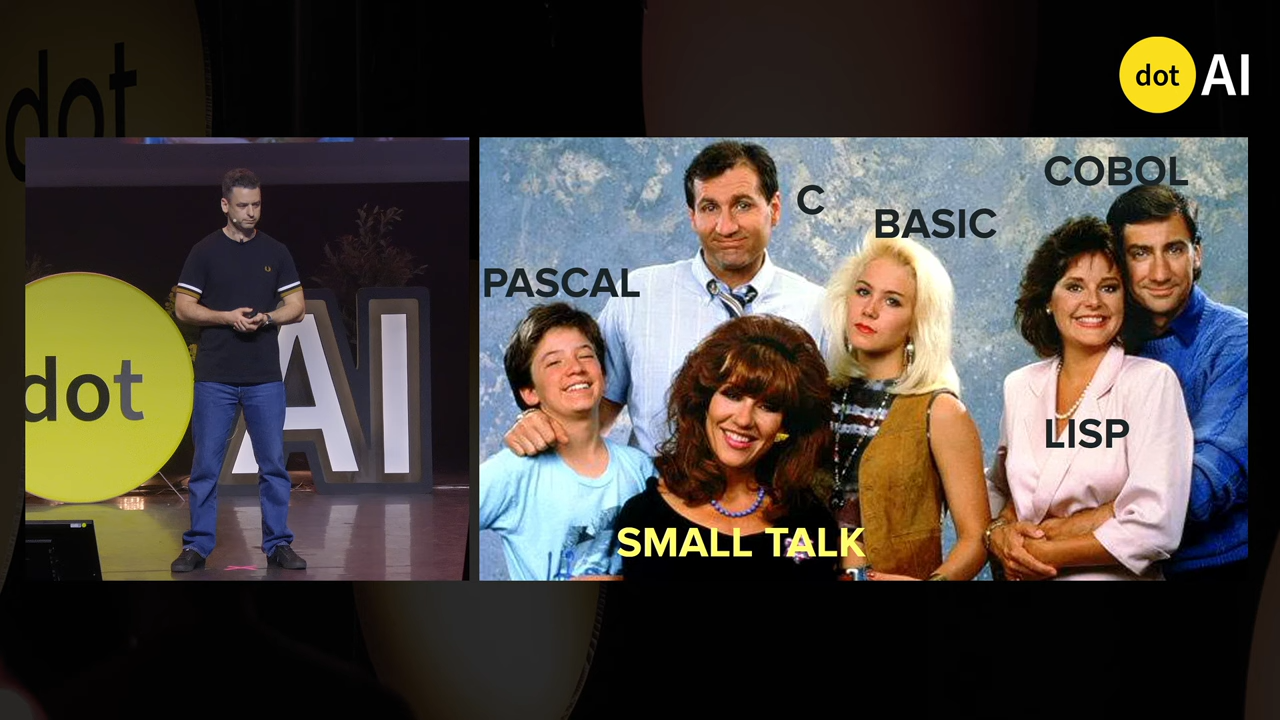 dot
dot AI
COBOL
C
BASIC
PASCAL
dot
AI
LISP
SMALL TALK